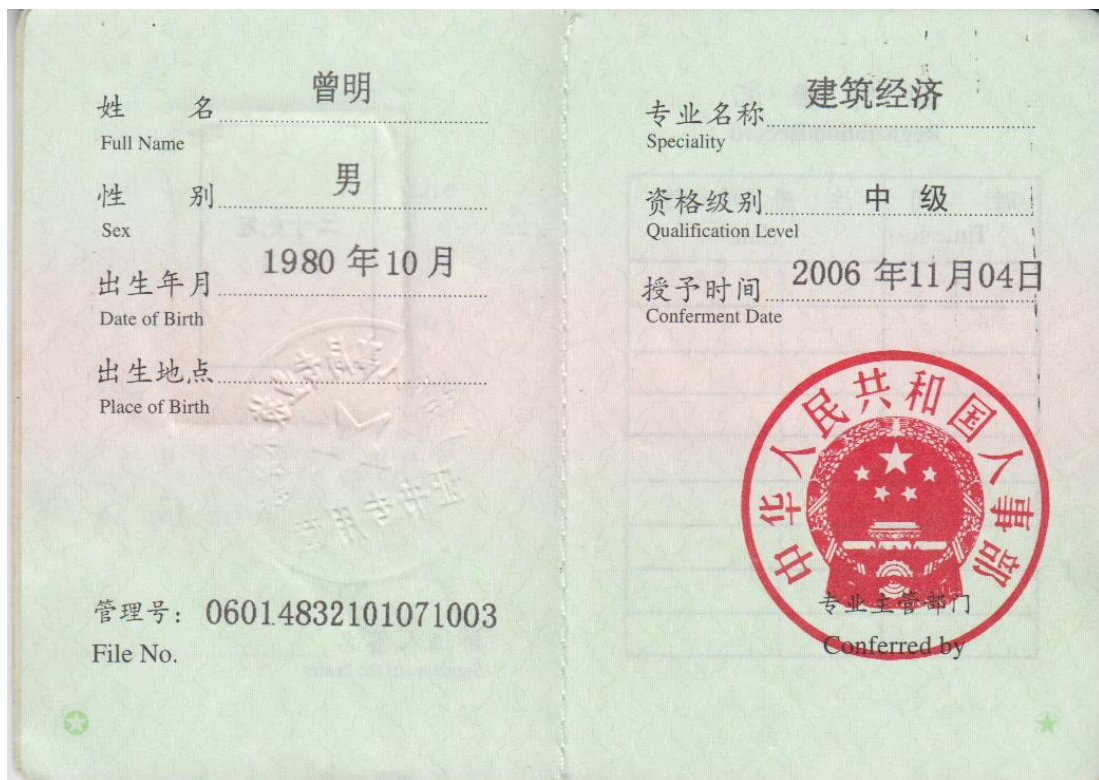 姓 名 曾明
Full Name
性 别 男
Sex
出生年月 1980 年 10 月
Date of Birth
出生地点
Place of Birth
管理号: 06014832101071003
File No.
专业名称 建筑经济
Speciality
资格级别 中 级
Qualification Level
授予时间 2006 年11月04日
Conferment Date
中华人民共和国人事部
专业主管部门
Conferred by